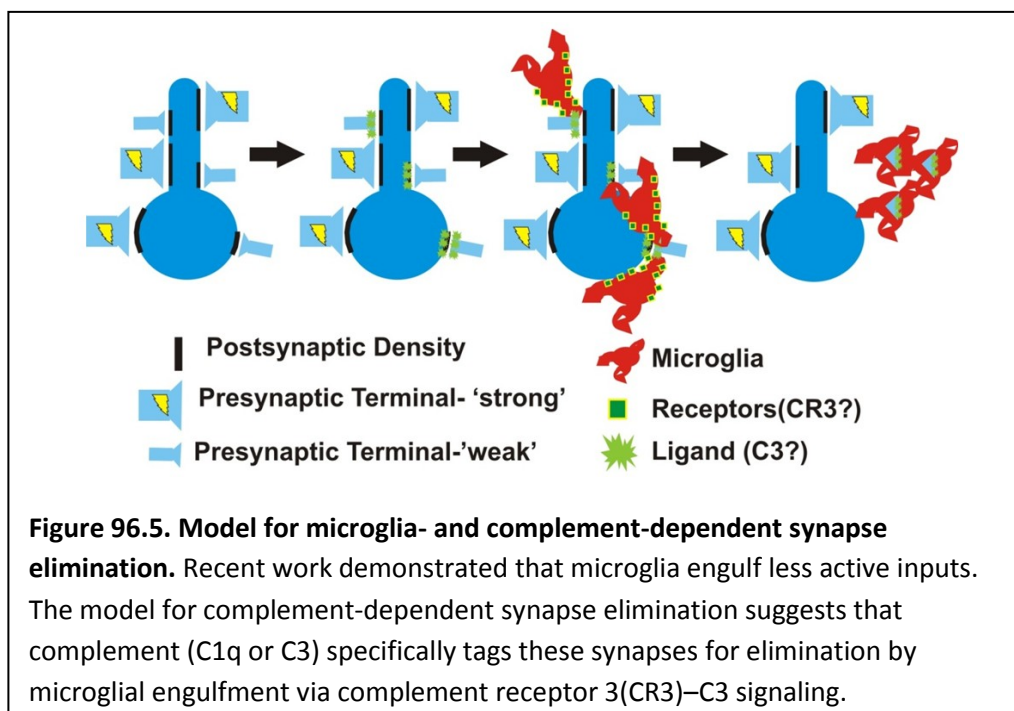 Postsynaptic Density
Presynaptic Terminal- 'strong'
Presynaptic Terminal-'weak'
Microglia
Receptors(CR3?)
Ligand (C3?)
Figure 96.5. Model for microglia- and complement-dependent synapse
elimination. Recent work demonstrated that microglia engulf less active inputs.
The model for complement-dependent synapse elimination suggests that
complement (C1q or C3) specifically tags these synapses for elimination by
microglial engulfment via complement receptor 3(CR3)–C3 signaling.